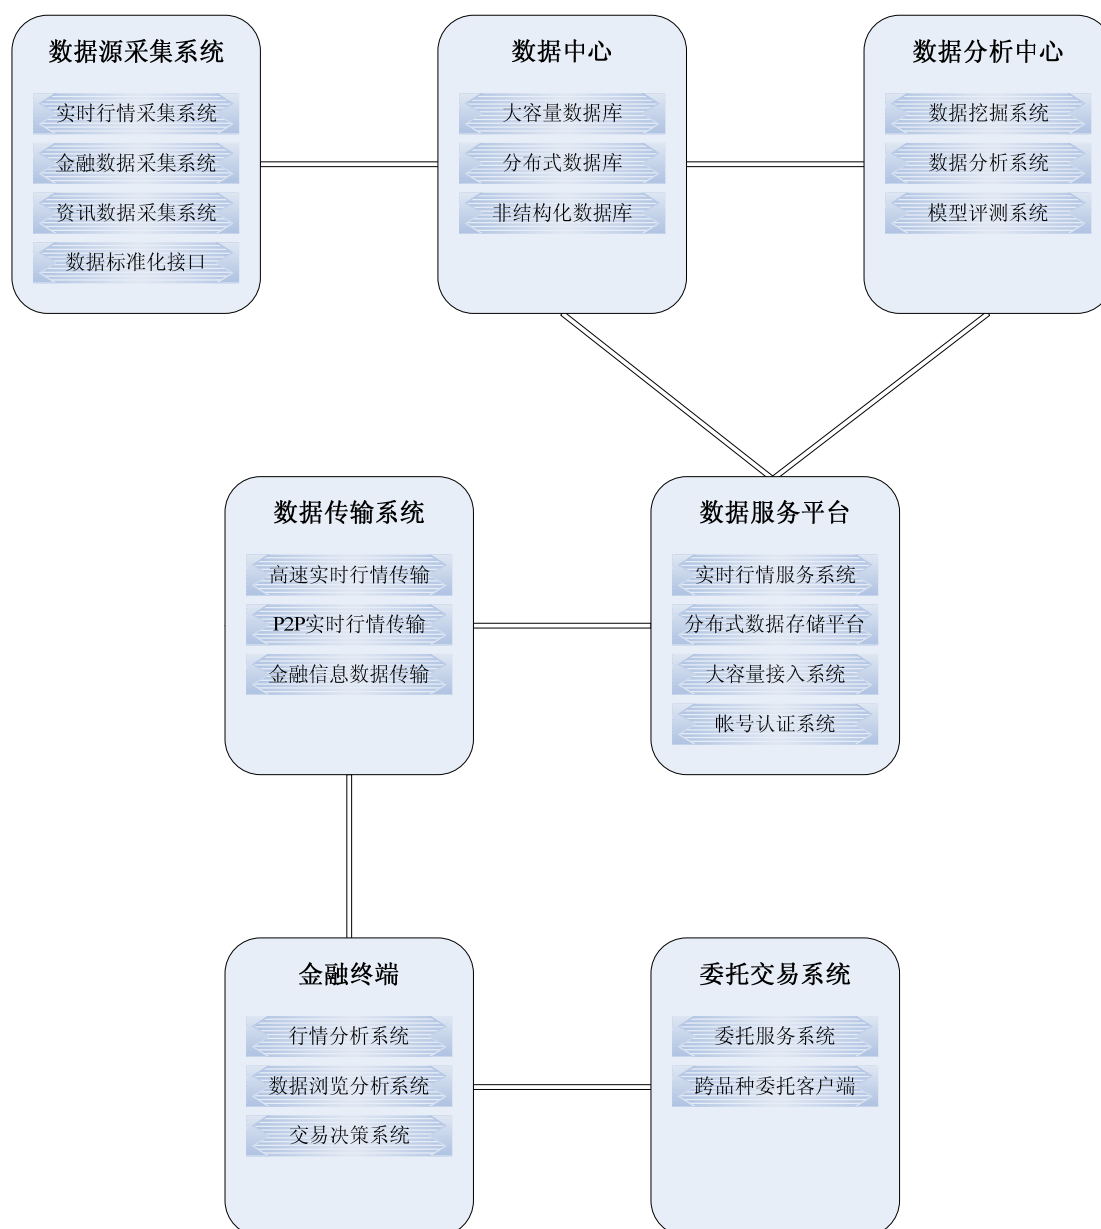 数据源采集系统
实时行情采集系统
金融数据采集系统
资讯数据采集系统
数据标准化接口
数据中心
大容量数据库
分布式数据库
非结构化数据库
数据分析中心
数据挖掘系统
数据分析系统
模型评测系统
数据传输系统
高速实时行情传输
P2P实时行情传输
金融信息数据传输
数据服务平台
实时行情服务系统
分布式数据存储平台
大容量接入系统
帐号认证系统
金融终端
行情分析系统
数据浏览分析系统
交易决策系统
委托交易系统
委托服务系统
跨品种委托客户端